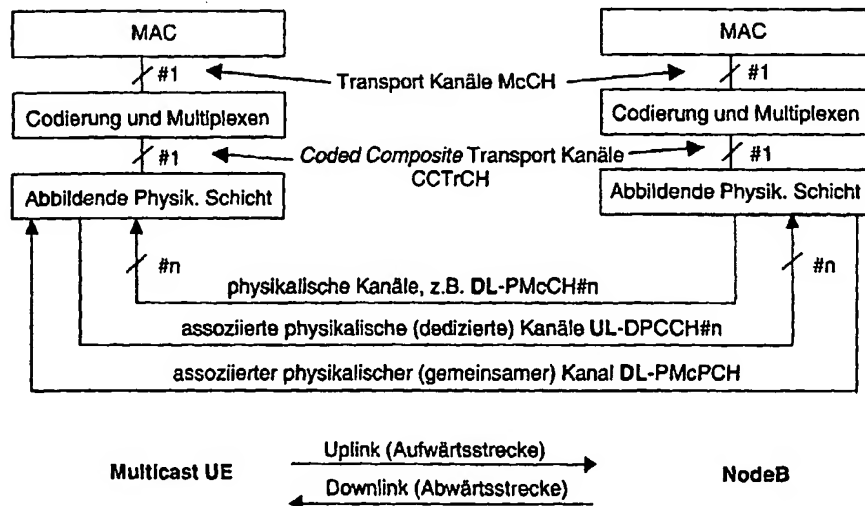 MAC
MAC
#1
Transport Kanäle McCH
#1
Codierung und Multiplexen
Codierung und Multiplexen
#1
Coded Composite Transport Kanäle
CCTrCH
#1
Abbildende Physik. Schicht
Abbildende Physik. Schicht
#n
#n
physikalische Kanäle, z.B. DL-PMcCH#n
assoziierte physikalische (dedizierte) Kanäle UL-DPCCH#n
assoziierter physikalischer (gemeinsamer) Kanal DL-PMcPCH
Multicast UE
Uplink (Aufwärtsstrecke)
Downlink (Abwärtsstrecke)
NodeB